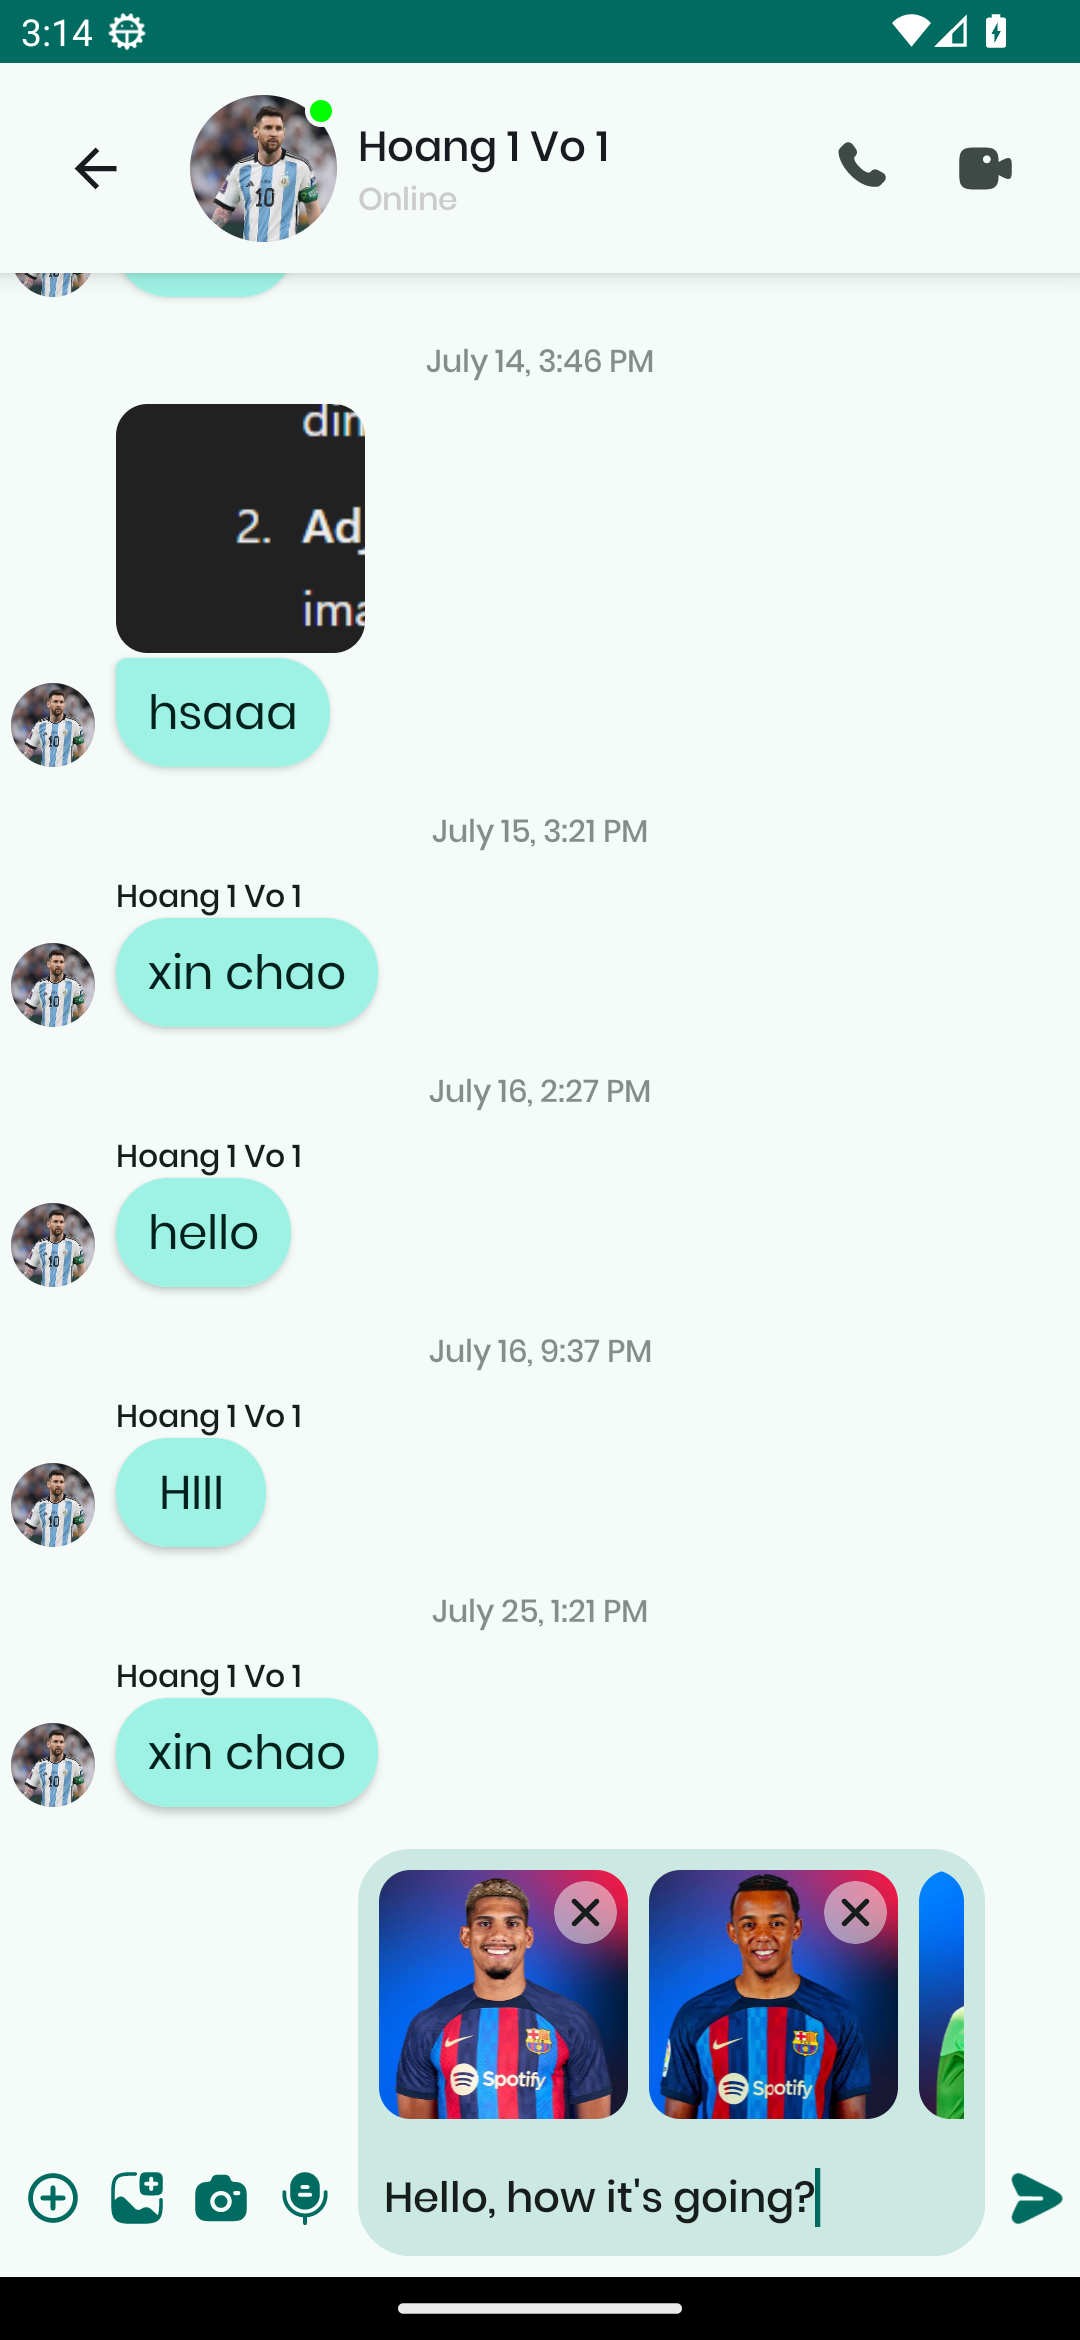 3:14
Hoang 1 Vo 1
Online
July 14, 3:46 PM
din
2. Adj
ima
hsaaa
July 15, 3:21 PM
Hoang 1 Vo 1
xin chao
July 16, 2:27 PM
Hoang 1 Vo 1
hello
July 16, 9:37 PM
Hoang 1 Vo 1
HIII
July 25, 1:21 PM
Hoang 1 Vo 1
xin chao
Spotify
Spotify
Hello, how it's going?